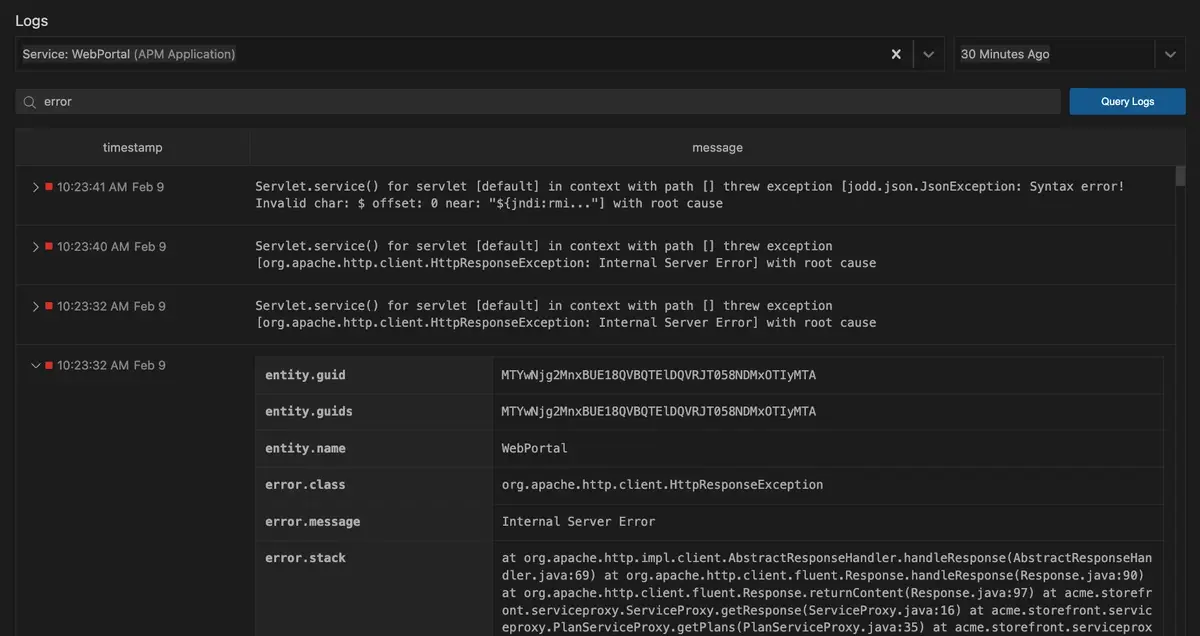 Logs
Service: WebPortal (APM Application)
30 Minutes Ago
error
Query Logs
timestamp message
10:23:41 AM Feb 9 Servlet.service() for servlet [default] in context with path [] threw exception [jodd.json.JsonException: Syntax error!
Invalid char: $ offset: 0 near: "${jndi:rmi..."] with root cause
10:23:40 AM Feb 9 Servlet.service() for servlet [default] in context with path [] threw exception
[org.apache.http.client.HttpResponseException: Internal Server Error] with root cause
10:23:32 AM Feb 9 Servlet.service() for servlet [default] in context with path [] threw exception
[org.apache.http.client.HttpResponseException: Internal Server Error] with root cause
10:23:32 AM Feb 9
entity.guid MTYwNjg2MnxBUE18QVBQTElDQVRJT058NDMxOTIyMTA
entity.guids MTYwNjg2MnxBUE18QVBQTElDQVRJT058NDMxOTIyMTA
entity.name WebPortal
error.class org.apache.http.client.HttpResponseException
error.message Internal Server Error
error.stack at org.apache.http.impl.client.AbstractResponseHandler.handleResponse(AbstractResponseHan
dler.java:69) at org.apache.http.client.fluent.Response.handleResponse(Response.java:90)
at org.apache.http.client.fluent.Response.returnContent(Response.java:97) at acme.storefr
ont.serviceproxy.ServiceProxy.getResponse(ServiceProxy.java:16) at acme.storefront.servic
eproxy.PlanServiceProxy.getPlans(PlanServiceProxy.java:35) at acme.storefront.serviceprox